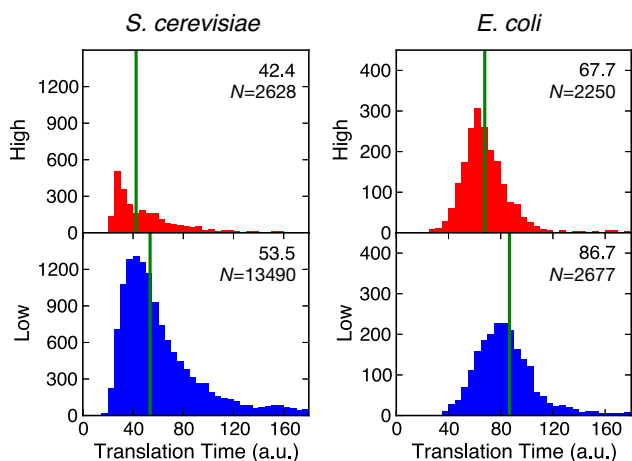 S. cerevisiae
E. coli
High
1200
900
600
300
0
42.4
N=2628
High
400
300
200
100
0
67.7
N=2250
Low
1200
900
600
300
0
53.5
N=13490
Low
400
300
200
100
0
86.7
N=2677
0 40 80 120 180
Translation Time (a.u.)
0 40 80 120 160
Translation Time (a.u.)